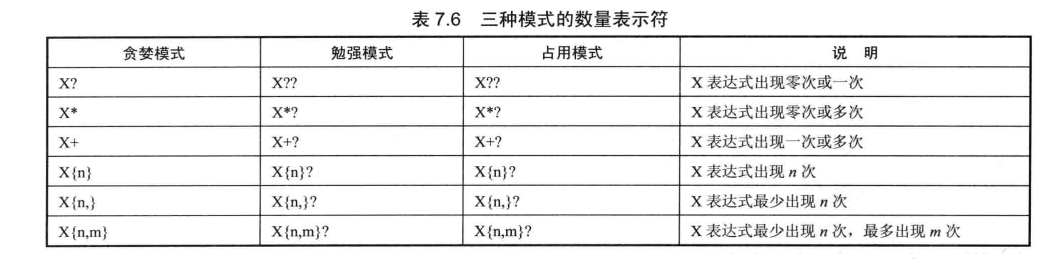 表 7.6 三种模式的数量表示符
贪婪模式 勉强模式 占用模式 说 明
X? X?? X?? X 表达式出现零次或一次
X* X*? X*? X 表达式出现零次或多次
X+ X+? X+? X 表达式出现一次或多次
X{n} X{n}? X{n}? X 表达式出现 n 次
X{n,} X{n,}? X{n,}? X 表达式最少出现 n 次
X{n,m} X{n,m}? X{n,m}? X 表达式最少出现 n 次，最多出现 m 次